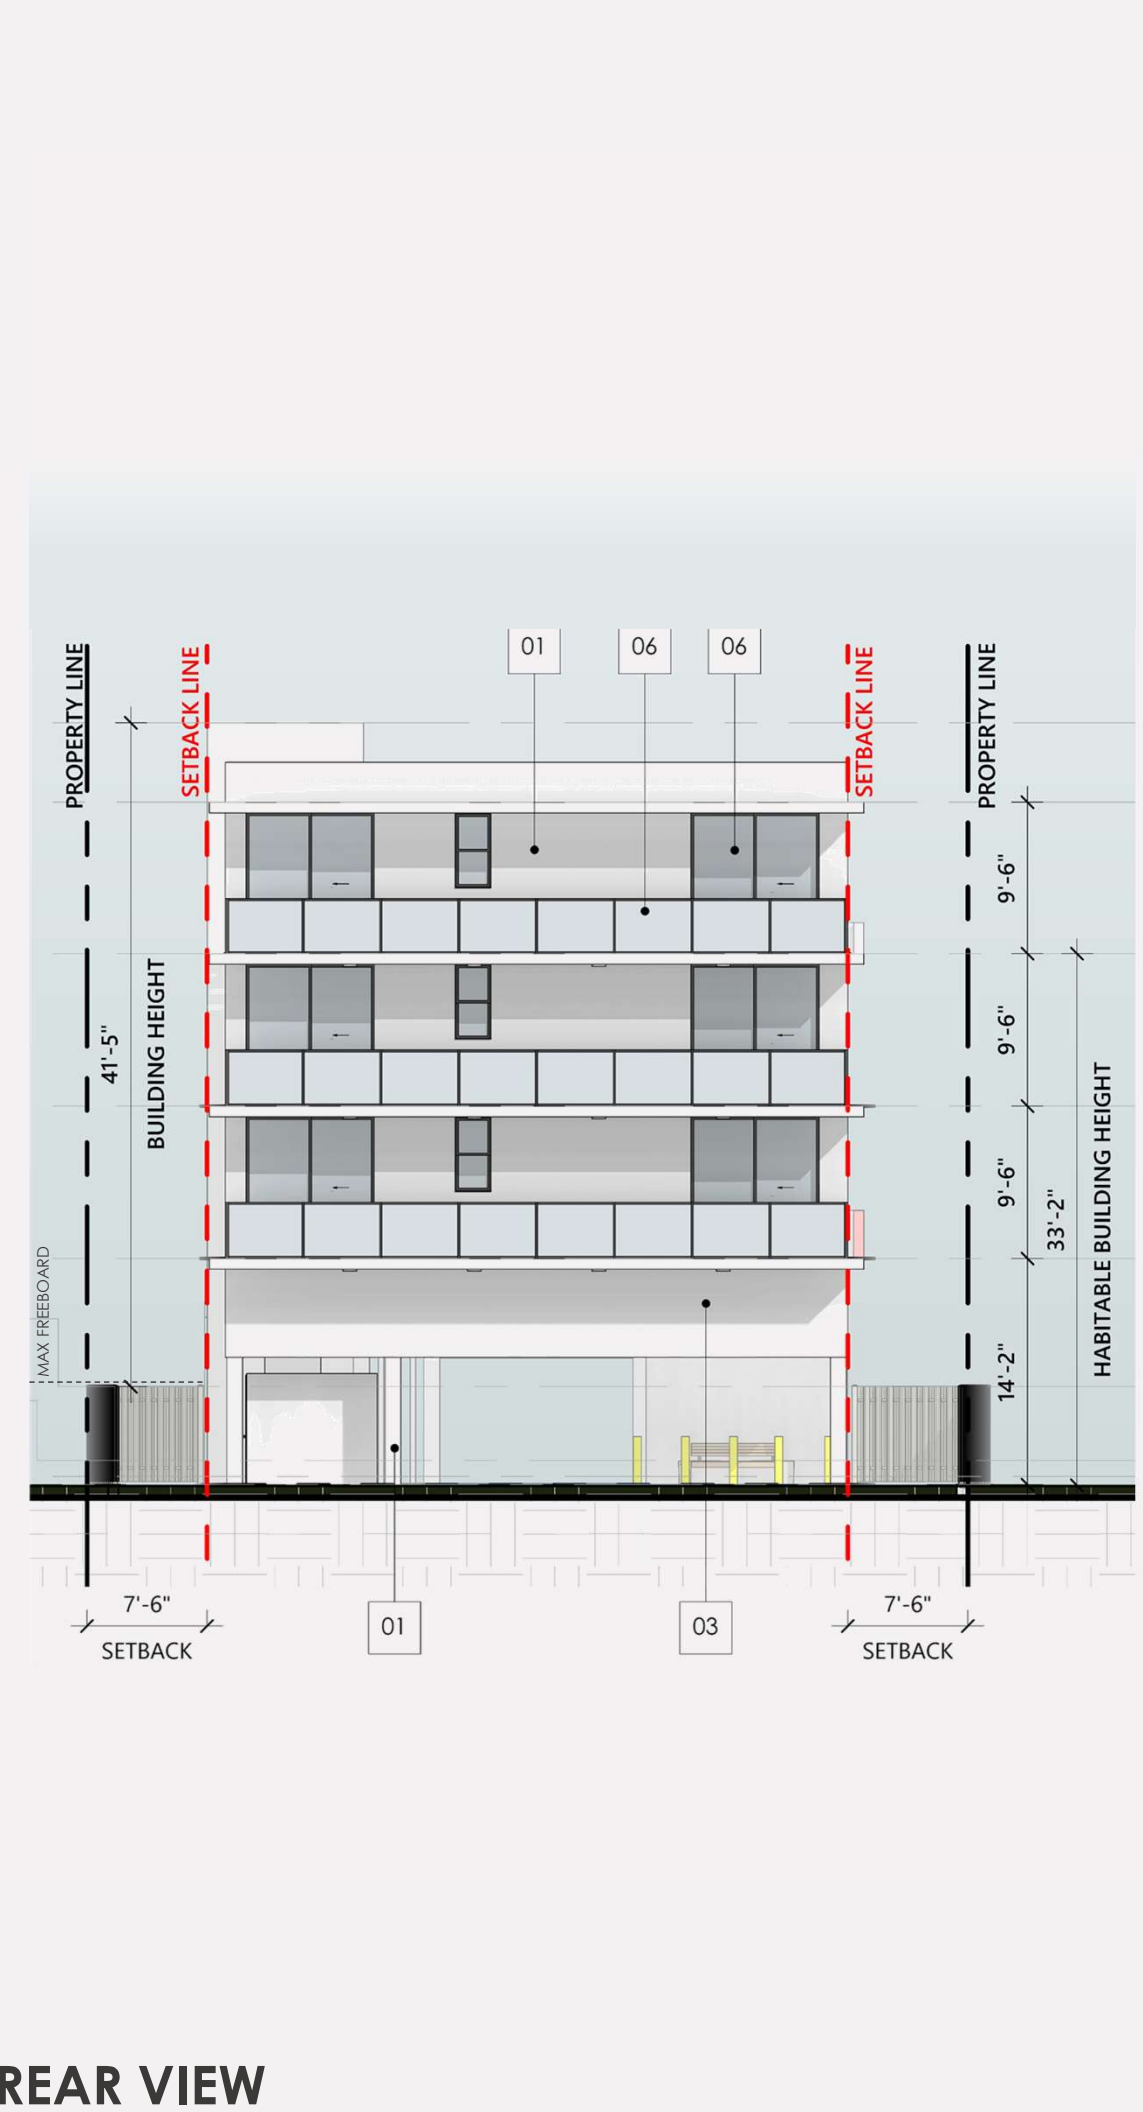 01
06
06
PROPERTY LINE
SETBACK LINE
SETBACK LINE
PROPERTY LINE
9'-6"
41'-5"
BUILDING HEIGHT
9'-6"
9'-6"
33'-2"
HABITABLE BUILDING HEIGHT
MAX FREEBOARD
14'-2"
7'-6"
SETBACK
01
03
7'-6"
SETBACK
REAR VIEW